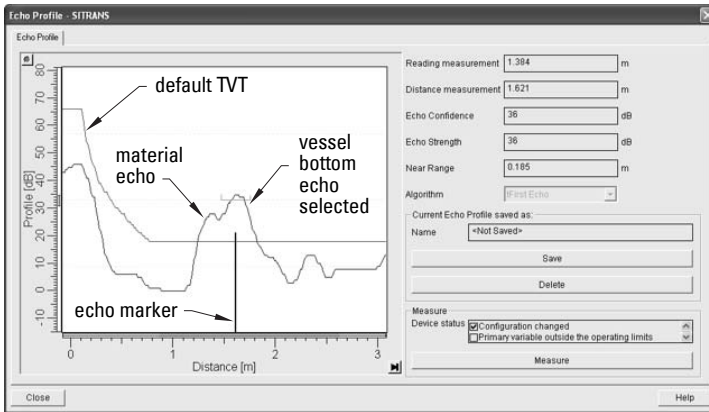 Echo Profile - SITRANS
Echo Profile
80
70
60
50
40
30
20
10
0
-10
Profile [dB]
default TVT
material
echo
vessel
bottom
echo
selected
echo marker
0
1
2
3
Distance [m]
Reading measurement 1.384 m
Distance measurement 1.621 m
Echo Confidence 36 dB
Echo Strength 36 dB
Near Range 0.185 m
Algorithm tFirst Echo
Current Echo Profile saved as:
Name <Not Saved>
Save
Delete
Measure
Device status Configuration changed
Primary variable outside the operating limits
Measure
Close
Help